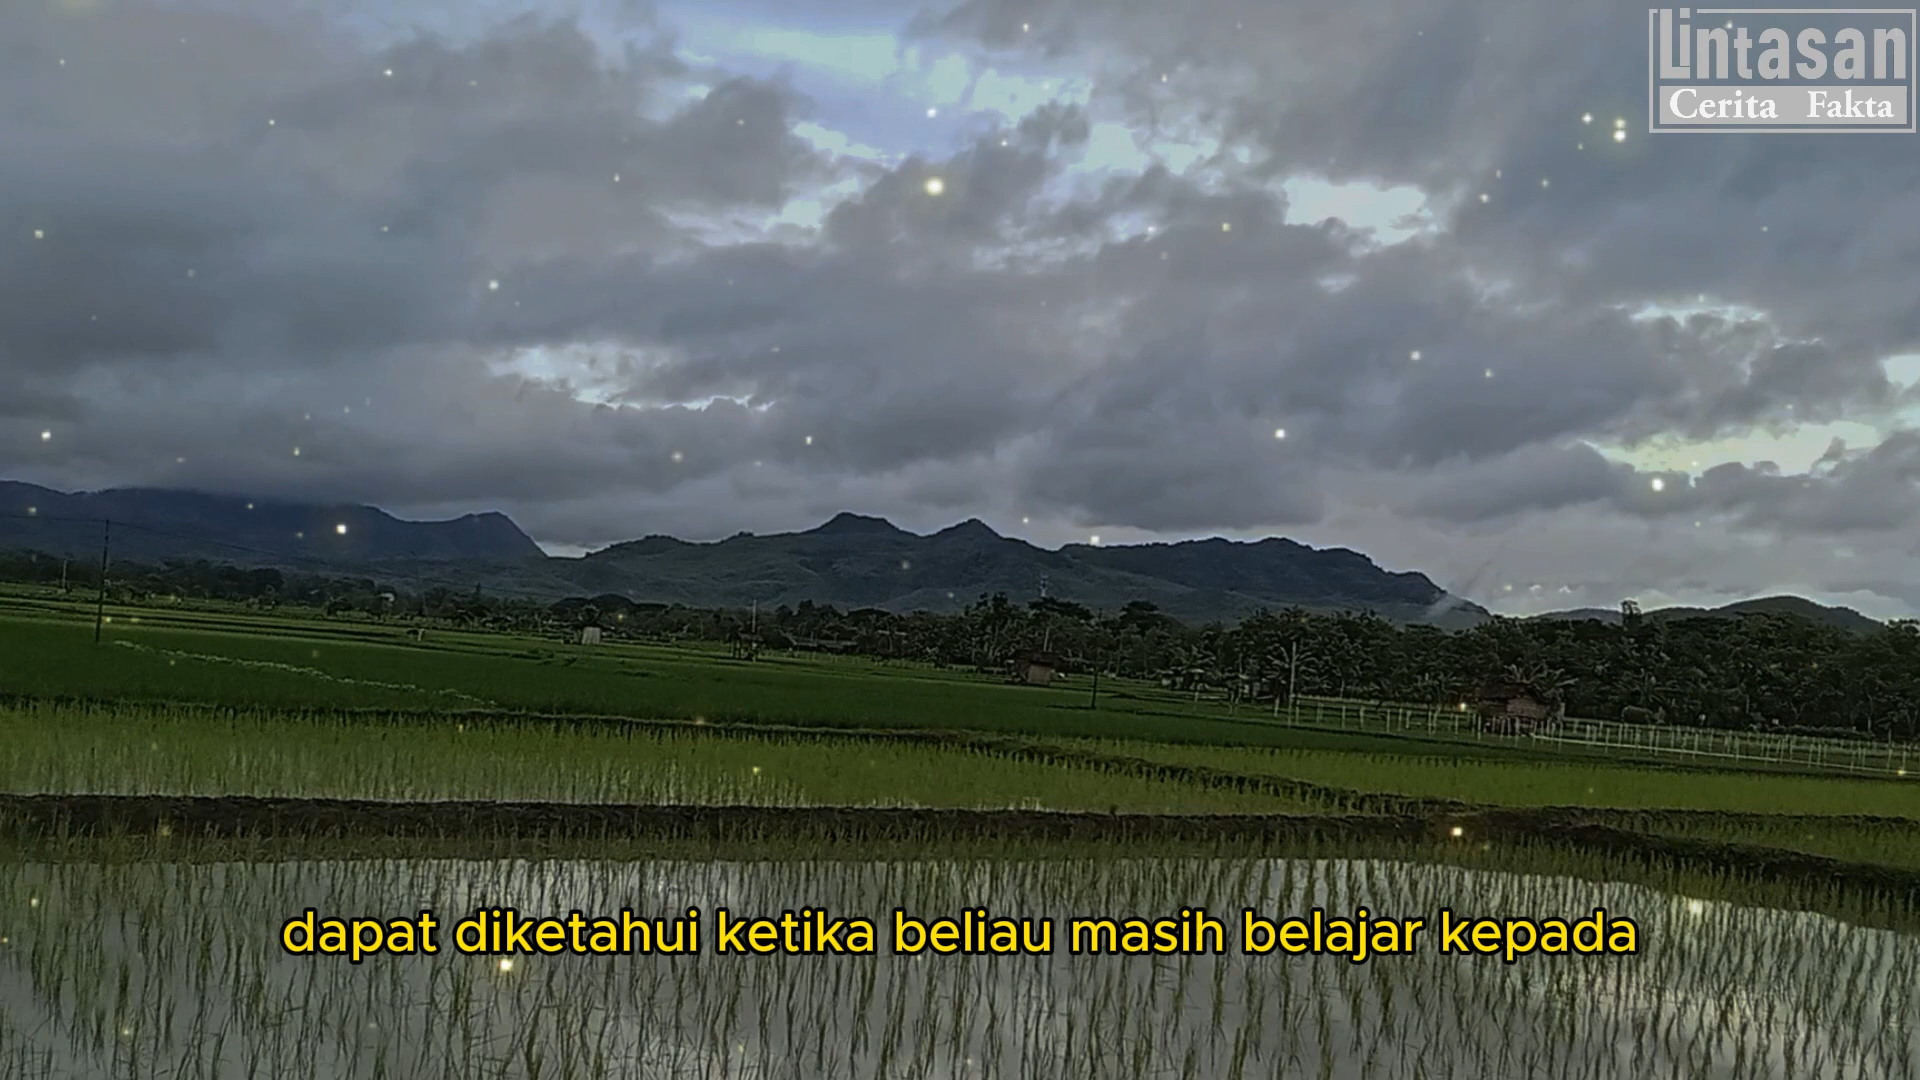 Lintasan
Cerita Fakta
dapat diketahui ketika beliau masih belajar kepada